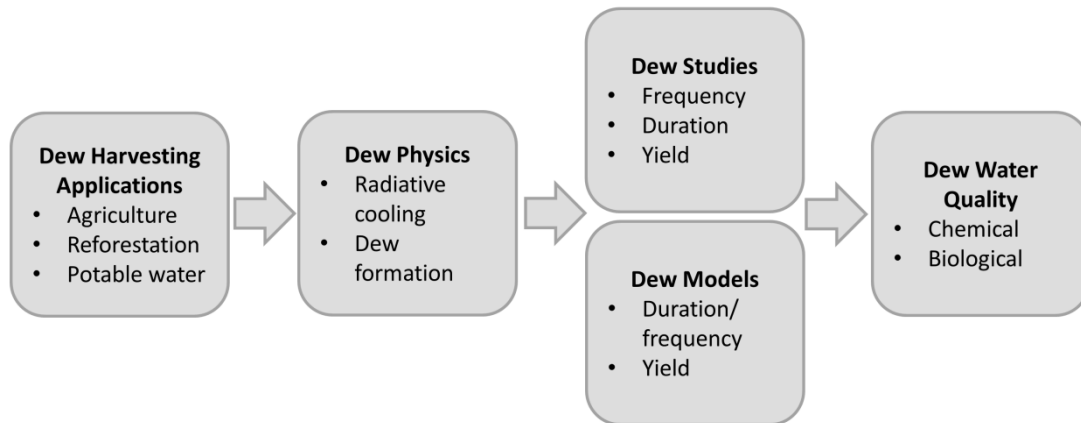 Dew Harvesting
Applications
• Agriculture
• Reforestation
• Potable water
Dew Physics
• Radiative
cooling
• Dew
formation
Dew Studies
• Frequency
• Duration
• Yield
Dew Models
• Duration/
frequency
• Yield
Dew Water
Quality
• Chemical
• Biological